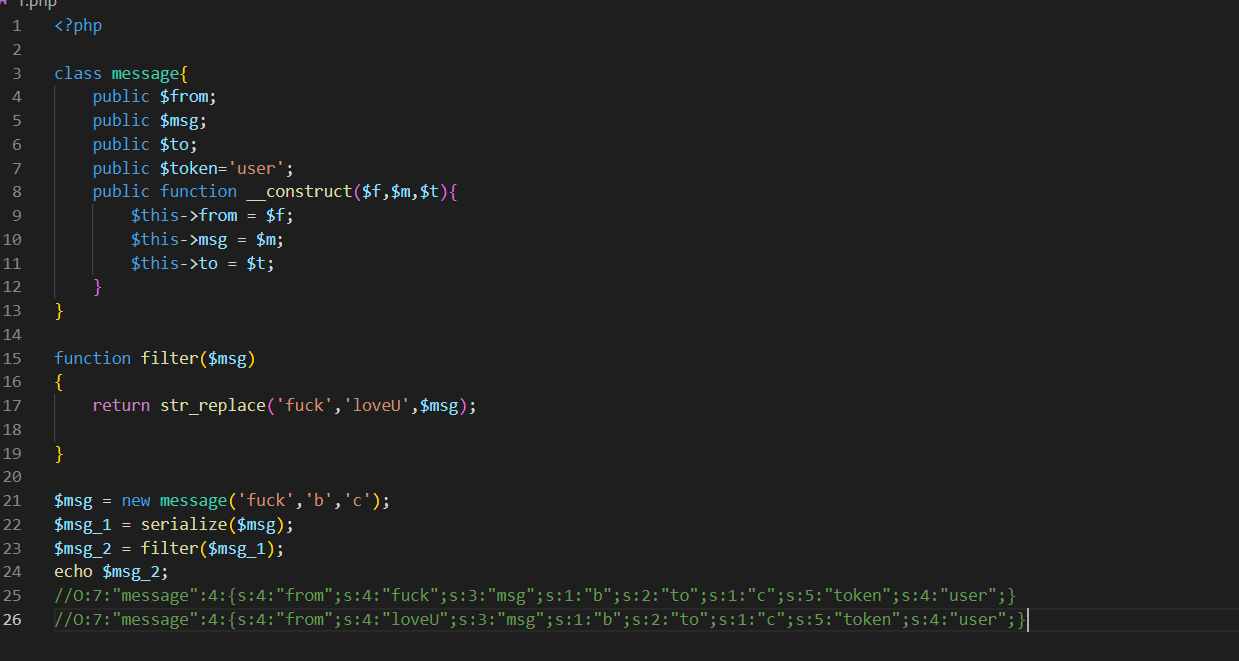 1.php
1 <?php
2
3 class message{
4     public $from;
5     public $msg;
6     public $to;
7     public $token='user';
8     public function __construct($f,$m,$t){
9         $this->from = $f;
10         $this->msg = $m;
11         $this->to = $t;
12     }
13 }
14
15 function filter($msg)
16 {
17     return str_replace('fuck','loveU',$msg);
18
19 }
20
21 $msg = new message('fuck','b','c');
22 $msg_1 = serialize($msg);
23 $msg_2 = filter($msg_1);
24 echo $msg_2;
25 //O:7:"message":4:{s:4:"from";s:4:"fuck";s:3:"msg";s:1:"b";s:2:"to";s:1:"c";s:5:"token";s:4:"user";}
26 //O:7:"message":4:{s:4:"from";s:4:"loveU";s:3:"msg";s:1:"b";s:2:"to";s:1:"c";s:5:"token";s:4:"user";}